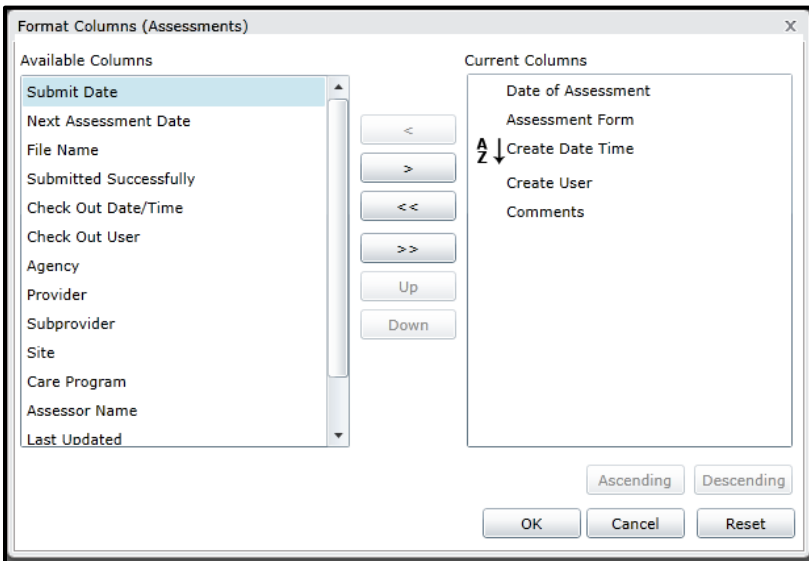 Format Columns (Assessments) X
Available Columns
Submit Date
Next Assessment Date
File Name
Submitted Successfully
Check Out Date/Time
Check Out User
Agency
Provider
Subprovider
Site
Care Program
Assessor Name
Last Updated
<
>
<<
>>
Up
Down
Current Columns
Date of Assessment
Assessment Form
AZ↓ Create Date Time
Create User
Comments
Ascending Descending
OK Cancel Reset